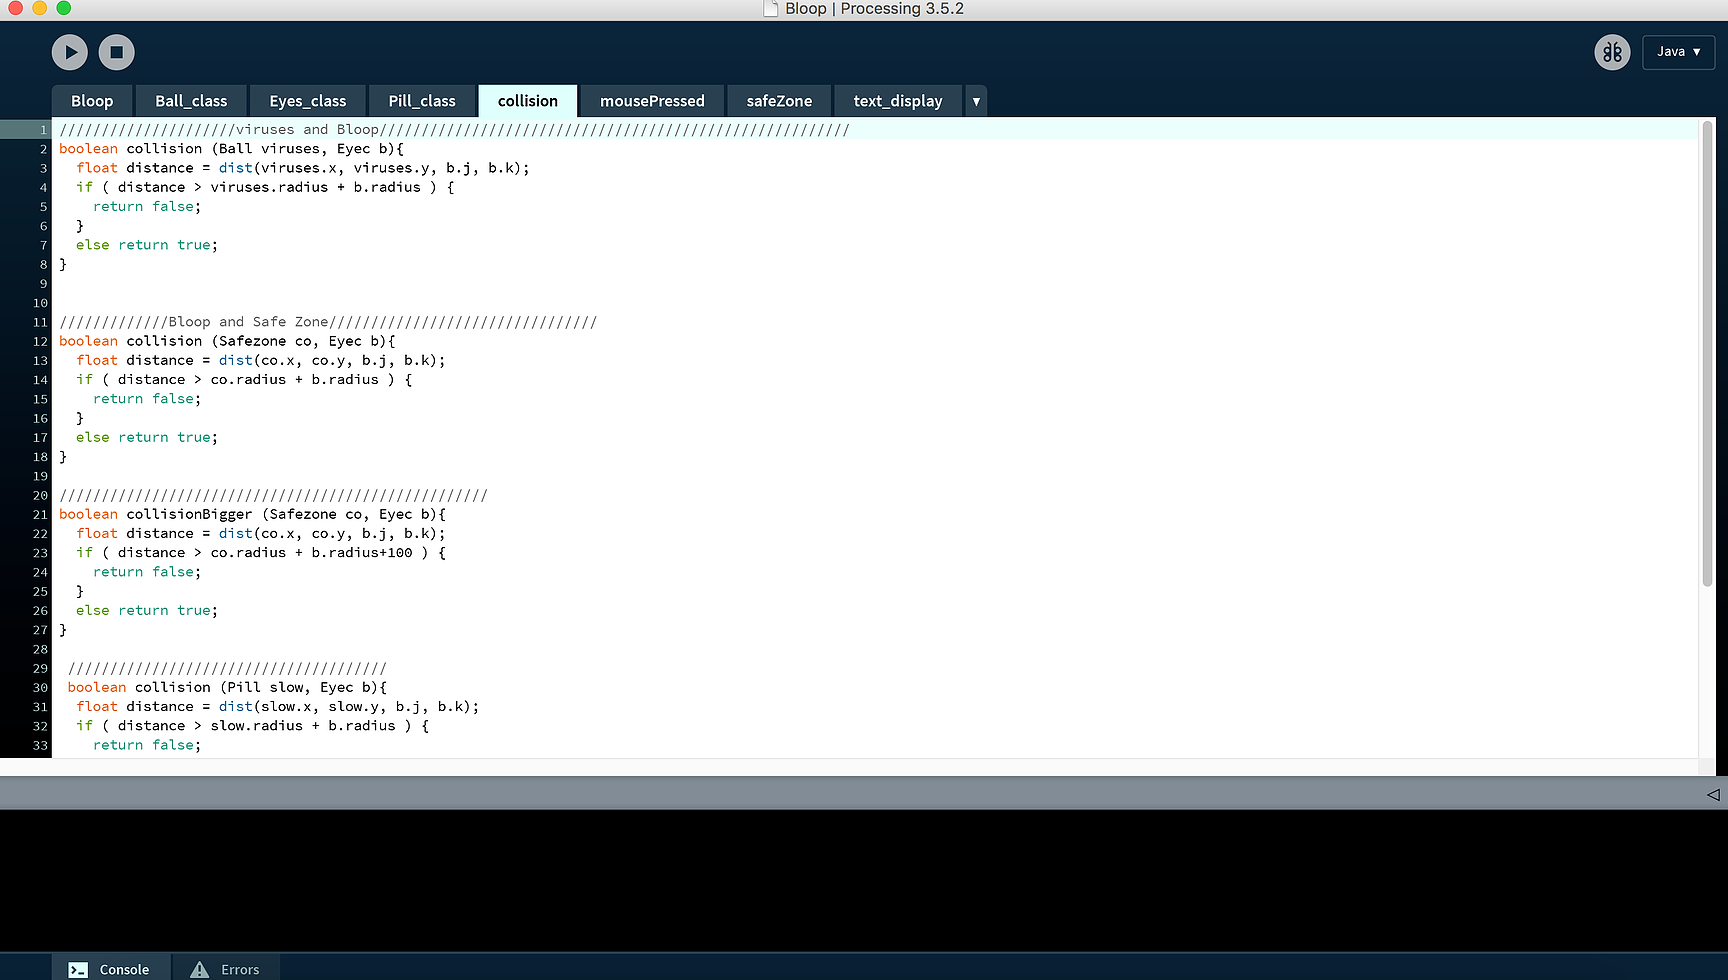 Bloop | Processing 3.5.2
Java ▼
Bloop Ball_class Eyes_class Pill_class collision mousePressed safeZone text_display ▼
1 /////////////////////viruses and Bloop////////////////////////////////////////////////////////
2 boolean collision (Ball viruses, Eyec b){
3   float distance = dist(viruses.x, viruses.y, b.j, b.k);
4   if ( distance > viruses.radius + b.radius ) {
5     return false;
6   }
7   else return true;
8 }
9
10
11 /////////////Bloop and Safe Zone////////////////////////////////
12 boolean collision (Safezone co, Eyec b){
13   float distance = dist(co.x, co.y, b.j, b.k);
14   if ( distance > co.radius + b.radius ) {
15     return false;
16   }
17   else return true;
18 }
19
20 ///////////////////////////////////////////////////
21 boolean collisionBigger (Safezone co, Eyec b){
22   float distance = dist(co.x, co.y, b.j, b.k);
23   if ( distance > co.radius + b.radius+100 ) {
24     return false;
25   }
26   else return true;
27 }
28
29  //////////////////////////////////////
30  boolean collision (Pill slow, Eyec b){
31   float distance = dist(slow.x, slow.y, b.j, b.k);
32   if ( distance > slow.radius + b.radius ) {
33     return false;
Console Errors